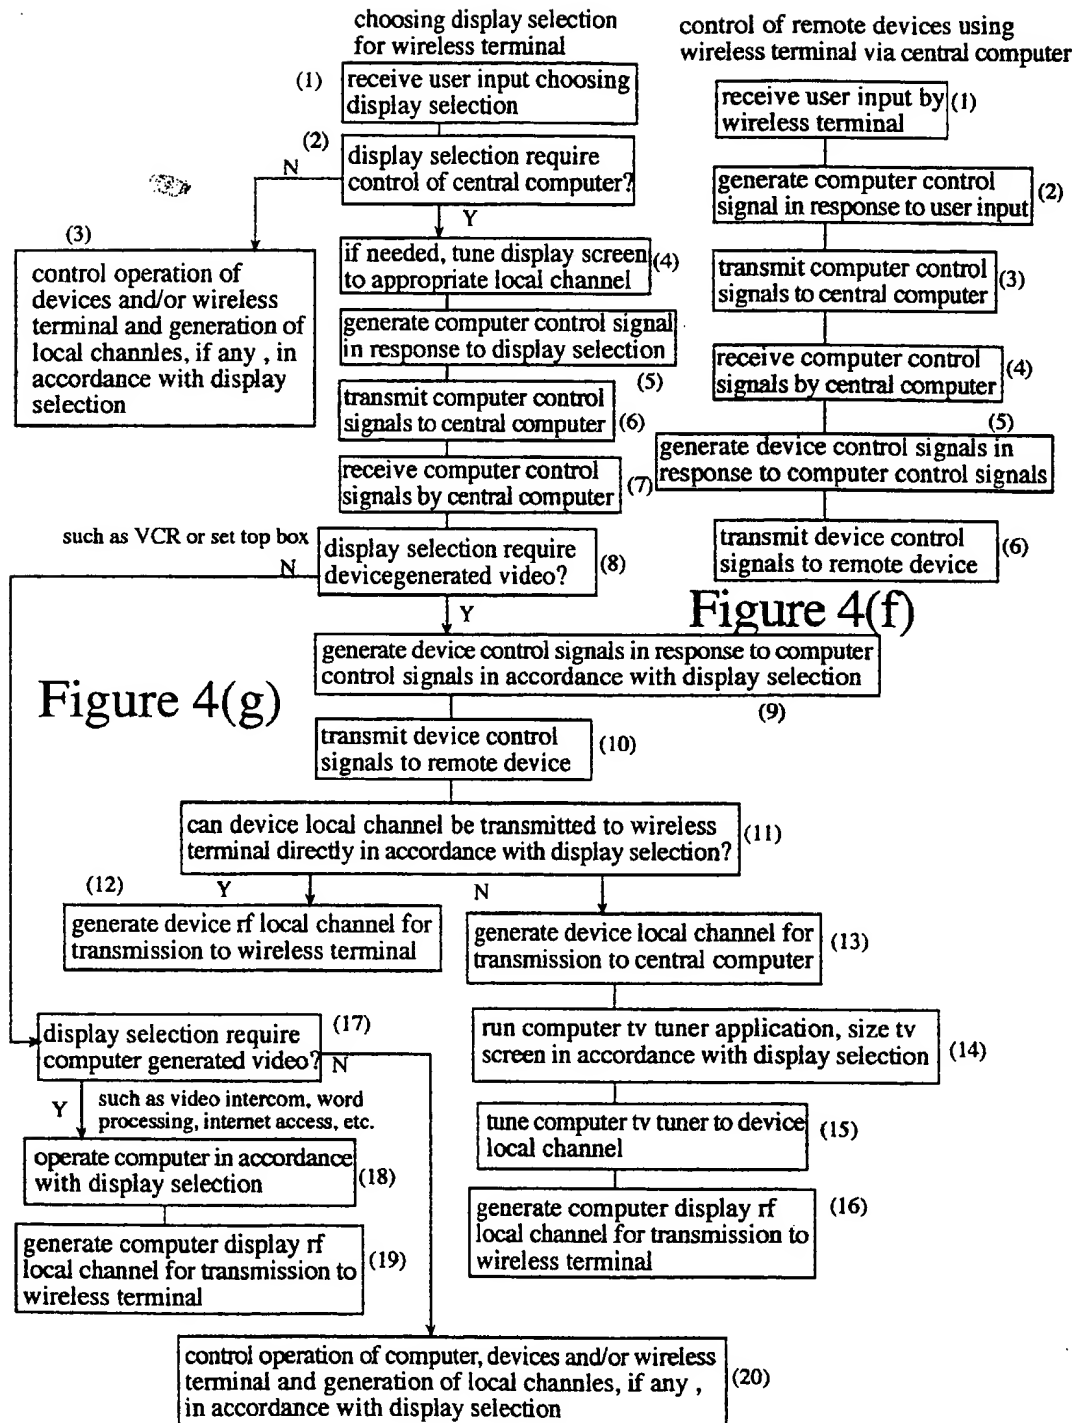 choosing display selection
for wireless terminal
(1)
receive user input choosing
display selection
(2)
display selection require
control of central computer?
N
Y
(3)
control operation of
devices and/or wireless
terminal and generation of
local channles, if any , in
accordance with display
selection
if needed, tune display screen
to appropriate local channel
(4)
generate computer control signal
in response to display selection
(5)
transmit computer control
signals to central computer
(6)
receive computer control
signals by central computer
(7)
such as VCR or set top box
N
display selection require
devicegenerated video?
(8)
Y
generate device control signals in response to computer
control signals in accordance with display selection
(9)
Figure 4(g)
transmit device control
signals to remote device
(10)
can device local channel be transmitted to wireless
terminal directly in accordance with display selection?
(11)
(12)
Y
N
generate device rf local channel for
transmission to wireless terminal
generate device local channel for
transmission to central computer
(13)
run computer tv tuner application, size tv
screen in accordance with display selection
(14)
tune computer tv tuner to device
local channel
(15)
generate computer display rf
local channel for transmission to
wireless terminal
(16)
display selection require
computer generated video?
(17)
N
Y
such as video intercom, word
processing, internet access, etc.
operate computer in accordance
with display selection
(18)
generate computer display rf
local channel for transmission to
wireless terminal
(19)
control operation of computer, devices and/or wireless
terminal and generation of local channles, if any ,
in accordance with display selection
(20)
control of remote devices using
wireless terminal via central computer
receive user input by
wireless terminal
(1)
generate computer control
signal in response to user input
(2)
transmit computer control
signals to central computer
(3)
receive computer control
signals by central computer
(4)
(5)
generate device control signals in
response to computer control signals
transmit device control
signals to remote device
(6)
Figure 4(f)